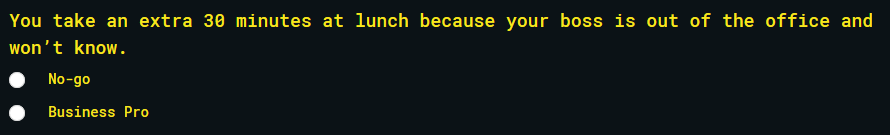 You take an extra 30 minutes at lunch because your boss is out of the office and
won’t know.
No-go
Business Pro